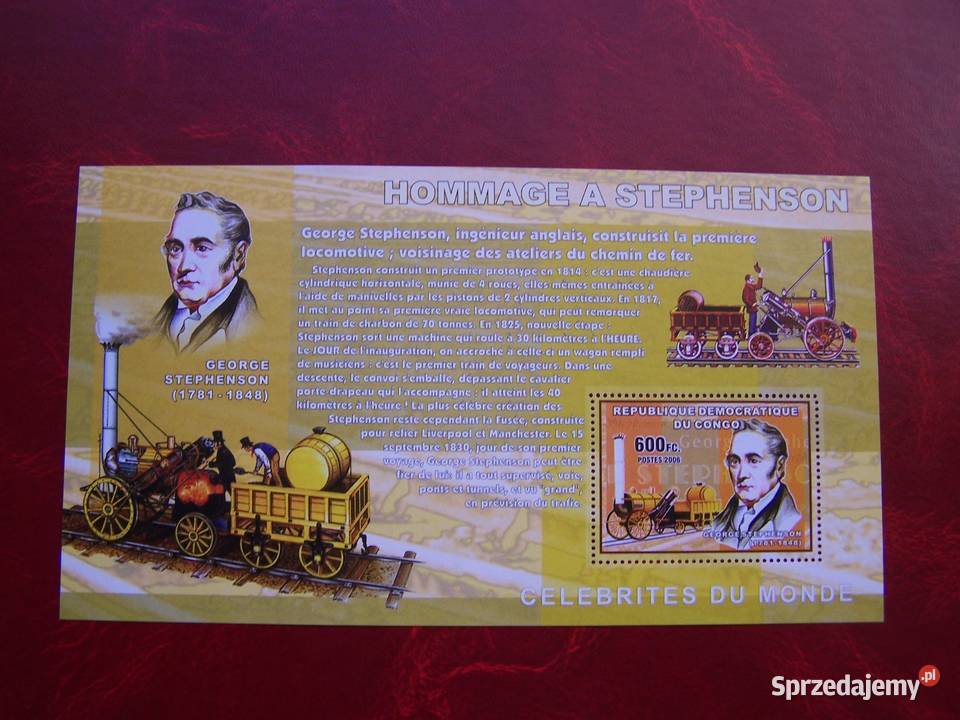 HOMMAGE A STEPHENSON
George Stephenson, ingénieur anglais, construisit la première
locomotive ; voisinage des ateliers du chemin de fer.
Stephenson construit un premier prototype en 1814 : c'est une chaudière
cylindrique horizontale, munie de 4 roues, elles mêmes entrainées à
l'aide de manivelles par les pistons de 2 cylindres verticaux. En 1817,
il met au point sa première vraie locomotive, qui peut remorquer
un train de charbon de 70 tonnes. En 1825, nouvelle étape :
Stephenson sort une machine qui roule à 30 kilomètres à l'HEURE.
Le JOUR de l'inauguration, on accroche à celle ci un wagon rempli
de musiciens : c'est le premier train de voyageurs. Dans une
descente, le convoi s'emballe, dépassant le cavalier
porte drapeau qui l'accompagne : il atteint les 40
kilomètres à l'heure ! La plus célèbre création des
Stephenson reste cependant la Fusée, construite
pour relier Liverpool et Manchester. Le 15
septembre 1830, jour de son premier
voyage, George Stephenson peut être
fier de lui: il a tout supervisé, voie,
ponts et tunnels, et vu "grand",
en prévision du trafic.
GEORGE
STEPHENSON
(1781-1848)
REPUBLIQUE DEMOCRATIQUE
DU CONGO
600FC.
POSTES 2006
GEORGE STEPHENSON
(1781-1848)
CELEBRITES DU MONDE
Sprzedajemy.pl